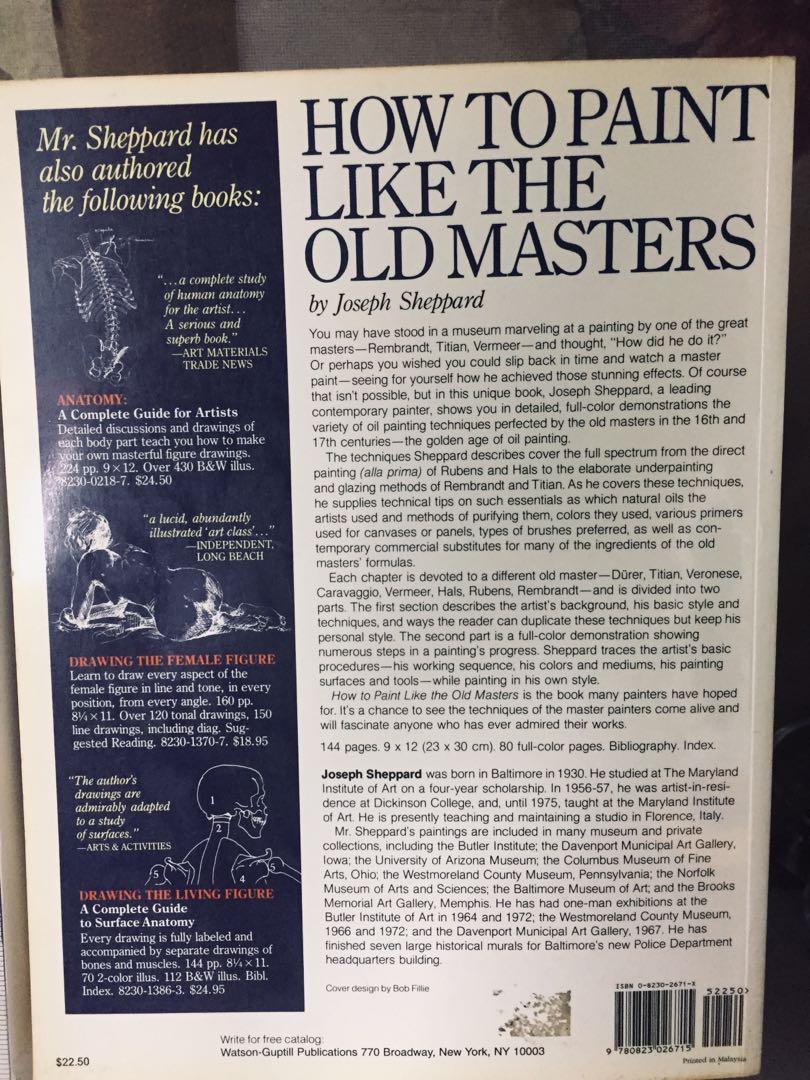 Mr. Sheppard has
also authored
the following books:
"...a complete study
of human anatomy
for the artist...
A serious and
superb book."
—ART MATERIALS
TRADE NEWS
ANATOMY:
A Complete Guide for Artists
Detailed discussions and drawings of
each body part teach you how to make
your own masterful figure drawings.
224 pp. 9 × 12. Over 430 B&W illus.
8230-0218-7. $24.50
"a lucid, abundantly
illustrated 'art class'..."
—INDEPENDENT,
LONG BEACH
DRAWING THE FEMALE FIGURE
Learn to draw every aspect of the
female figure in line and tone, in every
position, from every angle. 160 pp.
8¼ × 11. Over 120 tonal drawings, 150
line drawings, including diag. Sug-
gested Reading. 8230-1370-7. $18.95
"The author's
drawings are
admirably adapted
to a study
of surfaces."
—ARTS & ACTIVITIES
1
2
5
4
5
DRAWING THE LIVING FIGURE
A Complete Guide
to Surface Anatomy
Every drawing is fully labeled and
accompanied by separate drawings of
bones and muscles. 144 pp. 8¼ × 11.
70 2-color illus. 112 B&W illus. Bibl.
Index. 8230-1386-3. $24.95
HOW TO PAINT
LIKE THE
OLD MASTERS
by Joseph Sheppard
You may have stood in a museum marveling at a painting by one of the great
masters—Rembrandt, Titian, Vermeer—and thought, "How did he do it?"
Or perhaps you wished you could slip back in time and watch a master
paint—seeing for yourself how he achieved those stunning effects. Of course
that isn't possible, but in this unique book, Joseph Sheppard, a leading
contemporary painter, shows you in detailed, full-color demonstrations the
variety of oil painting techniques perfected by the old masters in the 16th and
17th centuries—the golden age of oil painting.
The techniques Sheppard describes cover the full spectrum from the direct
painting (alla prima) of Rubens and Hals to the elaborate underpainting
and glazing methods of Rembrandt and Titian. As he covers these techniques,
he supplies technical tips on such essentials as which natural oils the
artists used and methods of purifying them, colors they used, various primers
used for canvases or panels, types of brushes preferred, as well as con-
temporary commercial substitutes for many of the ingredients of the old
masters' formulas.
Each chapter is devoted to a different old master—Dürer, Titian, Veronese,
Caravaggio, Vermeer, Hals, Rubens, Rembrandt—and is divided into two
parts. The first section describes the artist's background, his basic style and
techniques, and ways the reader can duplicate these techniques but keep his
personal style. The second part is a full-color demonstration showing
numerous steps in a painting's progress. Sheppard traces the artist's basic
procedures—his working sequence, his colors and mediums, his painting
surfaces and tools—while painting in his own style.
How to Paint Like the Old Masters is the book many painters have hoped
for. It's a chance to see the techniques of the master painters come alive and
will fascinate anyone who has ever admired their works.
144 pages. 9 x 12 (23 x 30 cm). 80 full-color pages. Bibliography. Index.
Joseph Sheppard was born in Baltimore in 1930. He studied at The Maryland
Institute of Art on a four-year scholarship. In 1956-57, he was artist-in-resi-
dence at Dickinson College, and, until 1975, taught at the Maryland Institute
of Art. He is presently teaching and maintaining a studio in Florence, Italy.
Mr. Sheppard's paintings are included in many museum and private
collections, including the Butler Institute; the Davenport Municipal Art Gallery,
Iowa; the University of Arizona Museum; the Columbus Museum of Fine
Arts, Ohio; the Westmoreland County Museum, Pennsylvania; the Norfolk
Museum of Arts and Sciences; the Baltimore Museum of Art; and the Brooks
Memorial Art Gallery, Memphis. He has had one-man exhibitions at the
Butler Institute of Art in 1964 and 1972; the Westmoreland County Museum,
1966 and 1972; and the Davenport Municipal Art Gallery, 1967. He has
finished seven large historical murals for Baltimore's new Police Department
headquarters building.
Cover design by Bob Fillie
ISBN 0-8230-2671-X
52250>
9 780823 026715
Printed in Malaysia
Write for free catalog:
Watson-Guptill Publications 770 Broadway, New York, NY 10003
$22.50